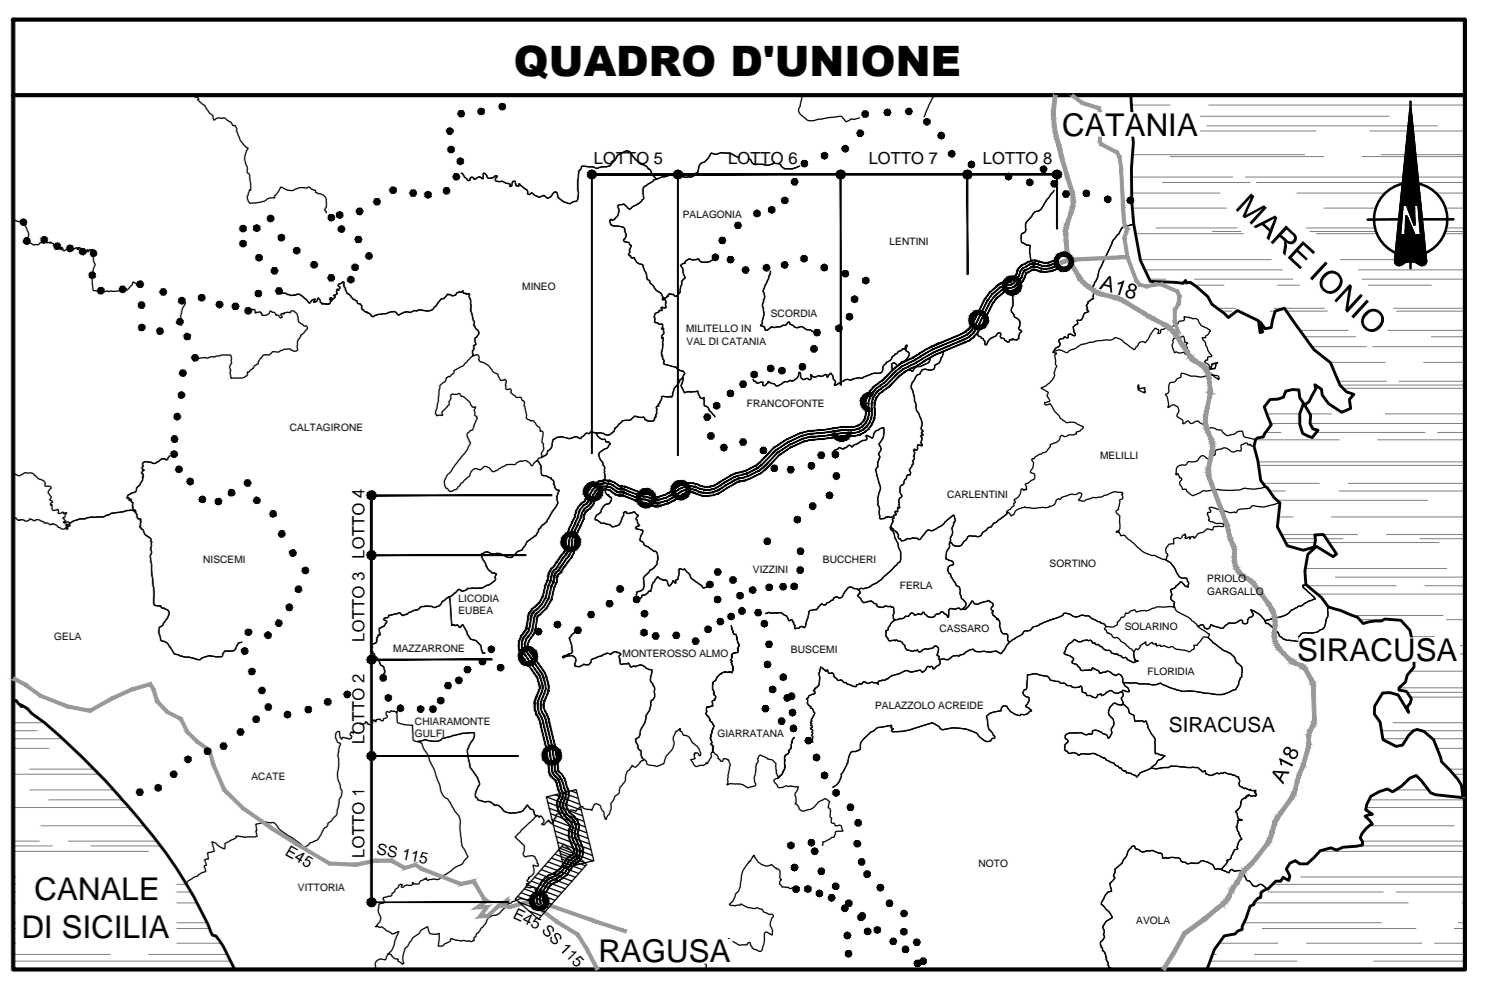 QUADRO D'UNIONE
CATANIA
LOTTO 5
LOTTO 6
LOTTO 7
LOTTO 8
PALAGONIA
LENTINI
N
MARE IONIO
A18
MINEO
SCORDIA
MILITELLO IN
VAL DI CATANIA
FRANCOFONTE
CALTAGIRONE
MELILLI
CARLENTINI
LOTTO 4
NISCEMI
VIZZINI
BUCCHERI
SORTINO
FERLA
PRIOLO
GARGALLO
LOTTO 3
LICODIA
EUBEA
GELA
MAZZARRONE
CASSARO
SOLARINO
SIRACUSA
MONTEROSSO ALMO
BUSCEMI
FLORIDIA
LOTTO 2
CHIARAMONTE
GULFI
PALAZZOLO ACREIDE
GIARRATANA
SIRACUSA
A18
ACATE
LOTTO 1
E45
SS 115
NOTO
VITTORIA
CANALE
DI SICILIA
E45 SS 115
RAGUSA
AVOLA